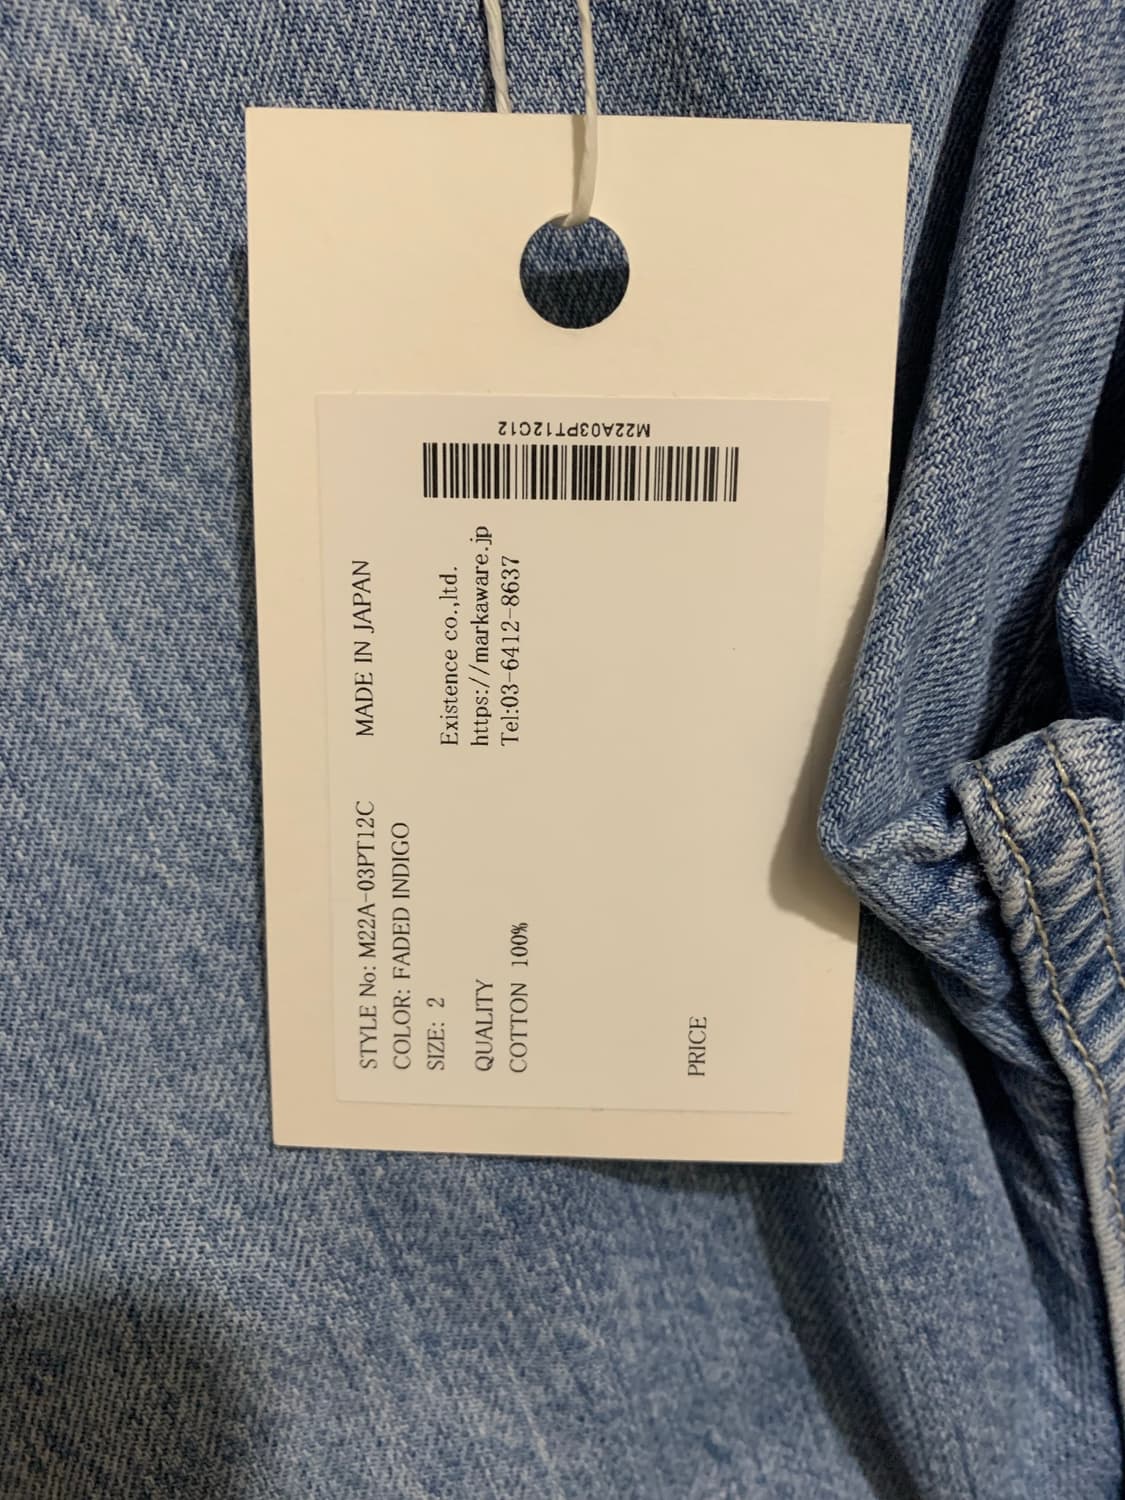 STYLE No: M22A-03PT12C MADE IN JAPAN
COLOR: FADED INDIGO
SIZE: 2
Existence co.,ltd.
QUALITY https://markaware.jp
COTTON 100% Tel:03-6412-8637
PRICE
M22A03PT12C12